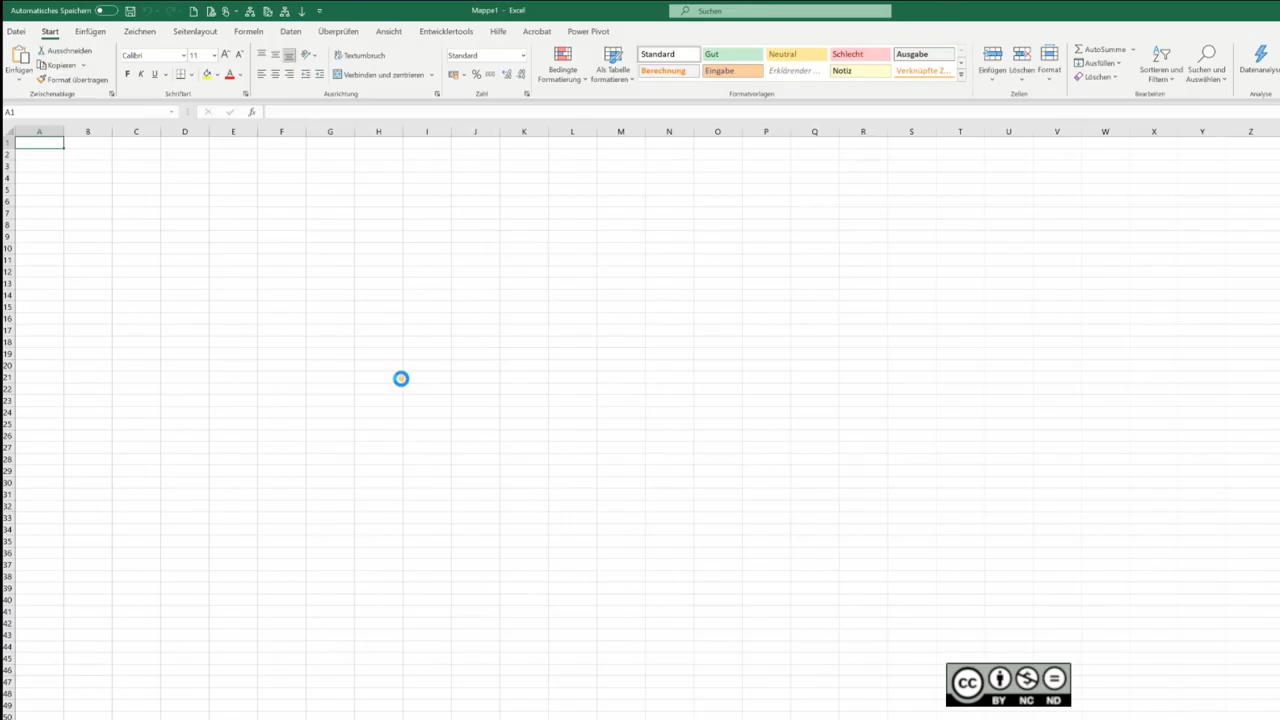 Automatisches Speichern
Mappe1 - Excel
Suchen
Datei Start Einfügen Zeichnen Seitenlayout Formeln Daten Überprüfen Ansicht Entwicklertools Hilfe Acrobat Power Pivot
Einfügen
Ausschneiden
Kopieren
Format übertragen
Zwischenablage
Calibri 11
F K U
Schriftart
Textumbruch
Verbinden und zentrieren
Ausrichtung
Standard
% 000
Zahl
Bedingte Formatierung
Als Tabelle formatieren
Standard Gut Neutral Schlecht Ausgabe
Berechnung Eingabe Erklärender ... Notiz Verknüpfte Z...
Formatvorlagen
Einfügen Löschen Format
Zellen
AutoSumme
Ausfüllen
Löschen
Sortieren und Filtern
Suchen und Auswählen
Bearbeiten
Datenanalyse
Analyse
A1
fx
A B C D E F G H I J K L M N O P Q R S T U V W X Y Z
1
2
3
4
5
6
7
8
9
10
11
12
13
14
15
16
17
18
19
20
21
22
23
24
25
26
27
28
29
30
31
32
33
34
35
36
37
38
39
40
41
42
43
44
45
46
47
48
49
50
CC
BY NC ND